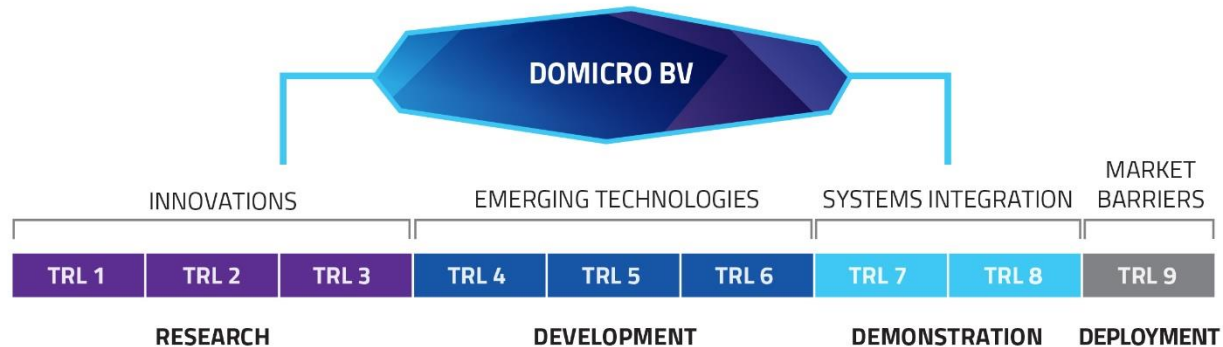 DOMICRO BV
MARKET
INNOVATIONS EMERGING TECHNOLOGIES SYSTEMS INTEGRATION BARRIERS
TRL 1 TRL 2 TRL 3 TRL 4 TRL 5 TRL 6 TRL 7 TRL 8 TRL 9
RESEARCH DEVELOPMENT DEMONSTRATION DEPLOYMENT